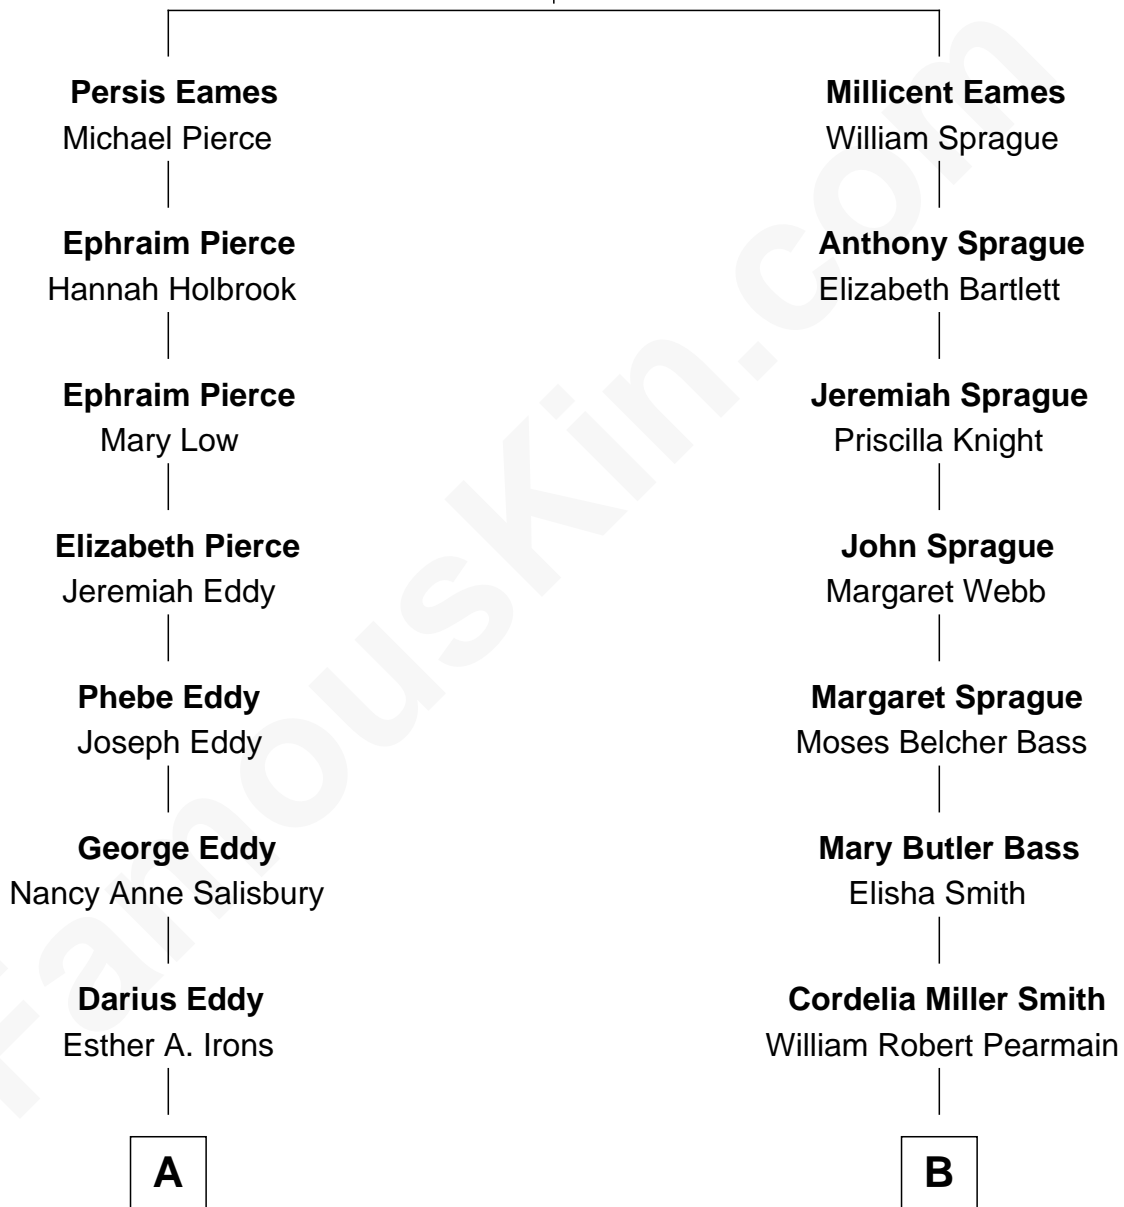 Persis Eames
Michael Pierce
Ephraim Pierce
Hannah Holbrook
Ephraim Pierce
Mary Low
Elizabeth Pierce
Jeremiah Eddy
Phebe Eddy
Joseph Eddy
George Eddy
Nancy Anne Salisbury
Darius Eddy
Esther A. Irons
A
Millicent Eames
William Sprague
Anthony Sprague
Elizabeth Bartlett
Jeremiah Sprague
Priscilla Knight
John Sprague
Margaret Webb
Margaret Sprague
Moses Belcher Bass
Mary Butler Bass
Elisha Smith
Cordelia Miller Smith
William Robert Pearmain
B
FamousKin.com